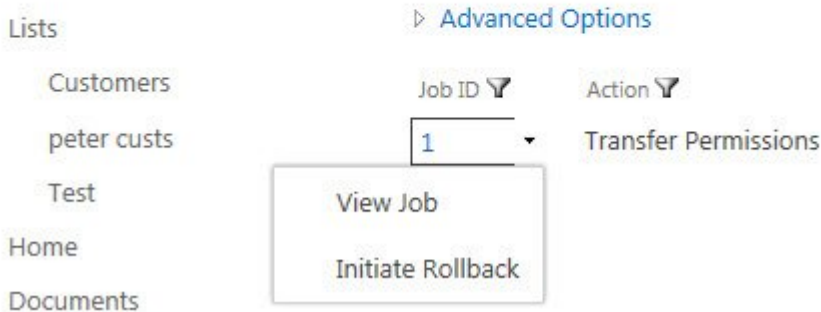 Lists
Customers
peter custs
Test
Home
Documents
Advanced Options
Job ID Action
1 Transfer Permissions
View Job
Initiate Rollback